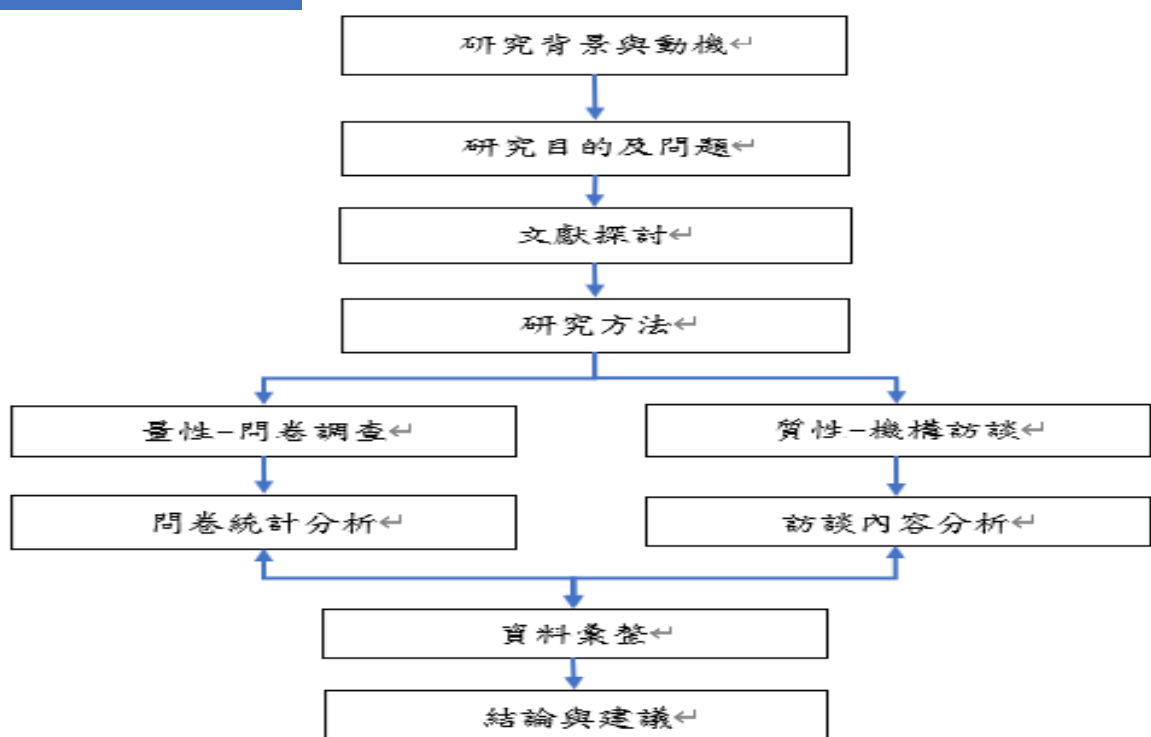 研究背景與動機↵
研究目的及問題↵
文獻探討↵
研究方法↵
量性-問卷調查↵
質性-機構訪談↵
問卷統計分析↵
訪談內容分析↵
資料彙整↵
結論與建議↵